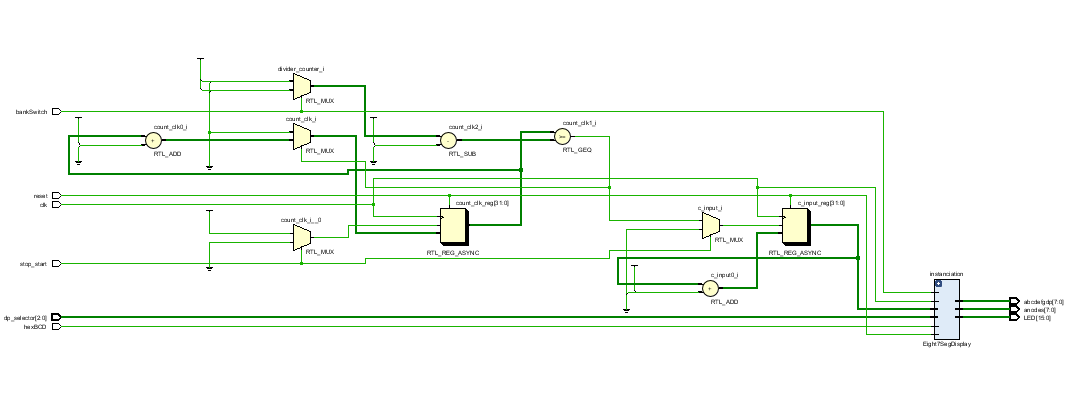 divider_counter_i
RTL_MUX
bankSwitch
count_clk0_i
+
RTL_ADD
count_clk_i
RTL_MUX
count_clk2_i
-
RTL_SUB
count_clk1_i
>=
RTL_GEQ
reset
clk
count_clk_reg[31:0]
RTL_REG_ASYNC
c_input_i
RTL_MUX
c_input_reg[31:0]
RTL_REG_ASYNC
count_clk_i__0
RTL_MUX
stop_start
c_input0_i
+
RTL_ADD
instanciation
Eight7SegDisplay
dp_selector[2:0]
hexBCD
abcdefgdp[7:0]
anodes[7:0]
LED[15:0]